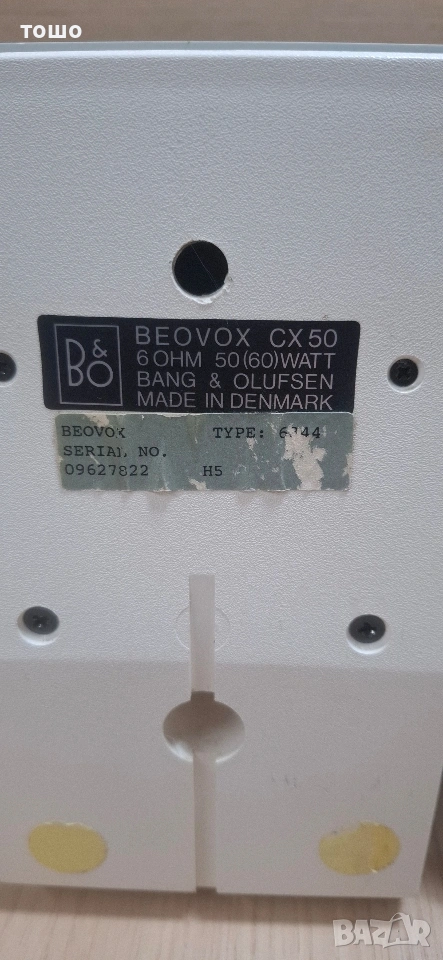 тошо
B&O
BEOVOX CX50
6 OHM 50(60)WATT
BANG & OLUFSEN
MADE IN DENMARK
BEOVOX TYPE:
SERIAL NO.
09627822 H5
BAZAR